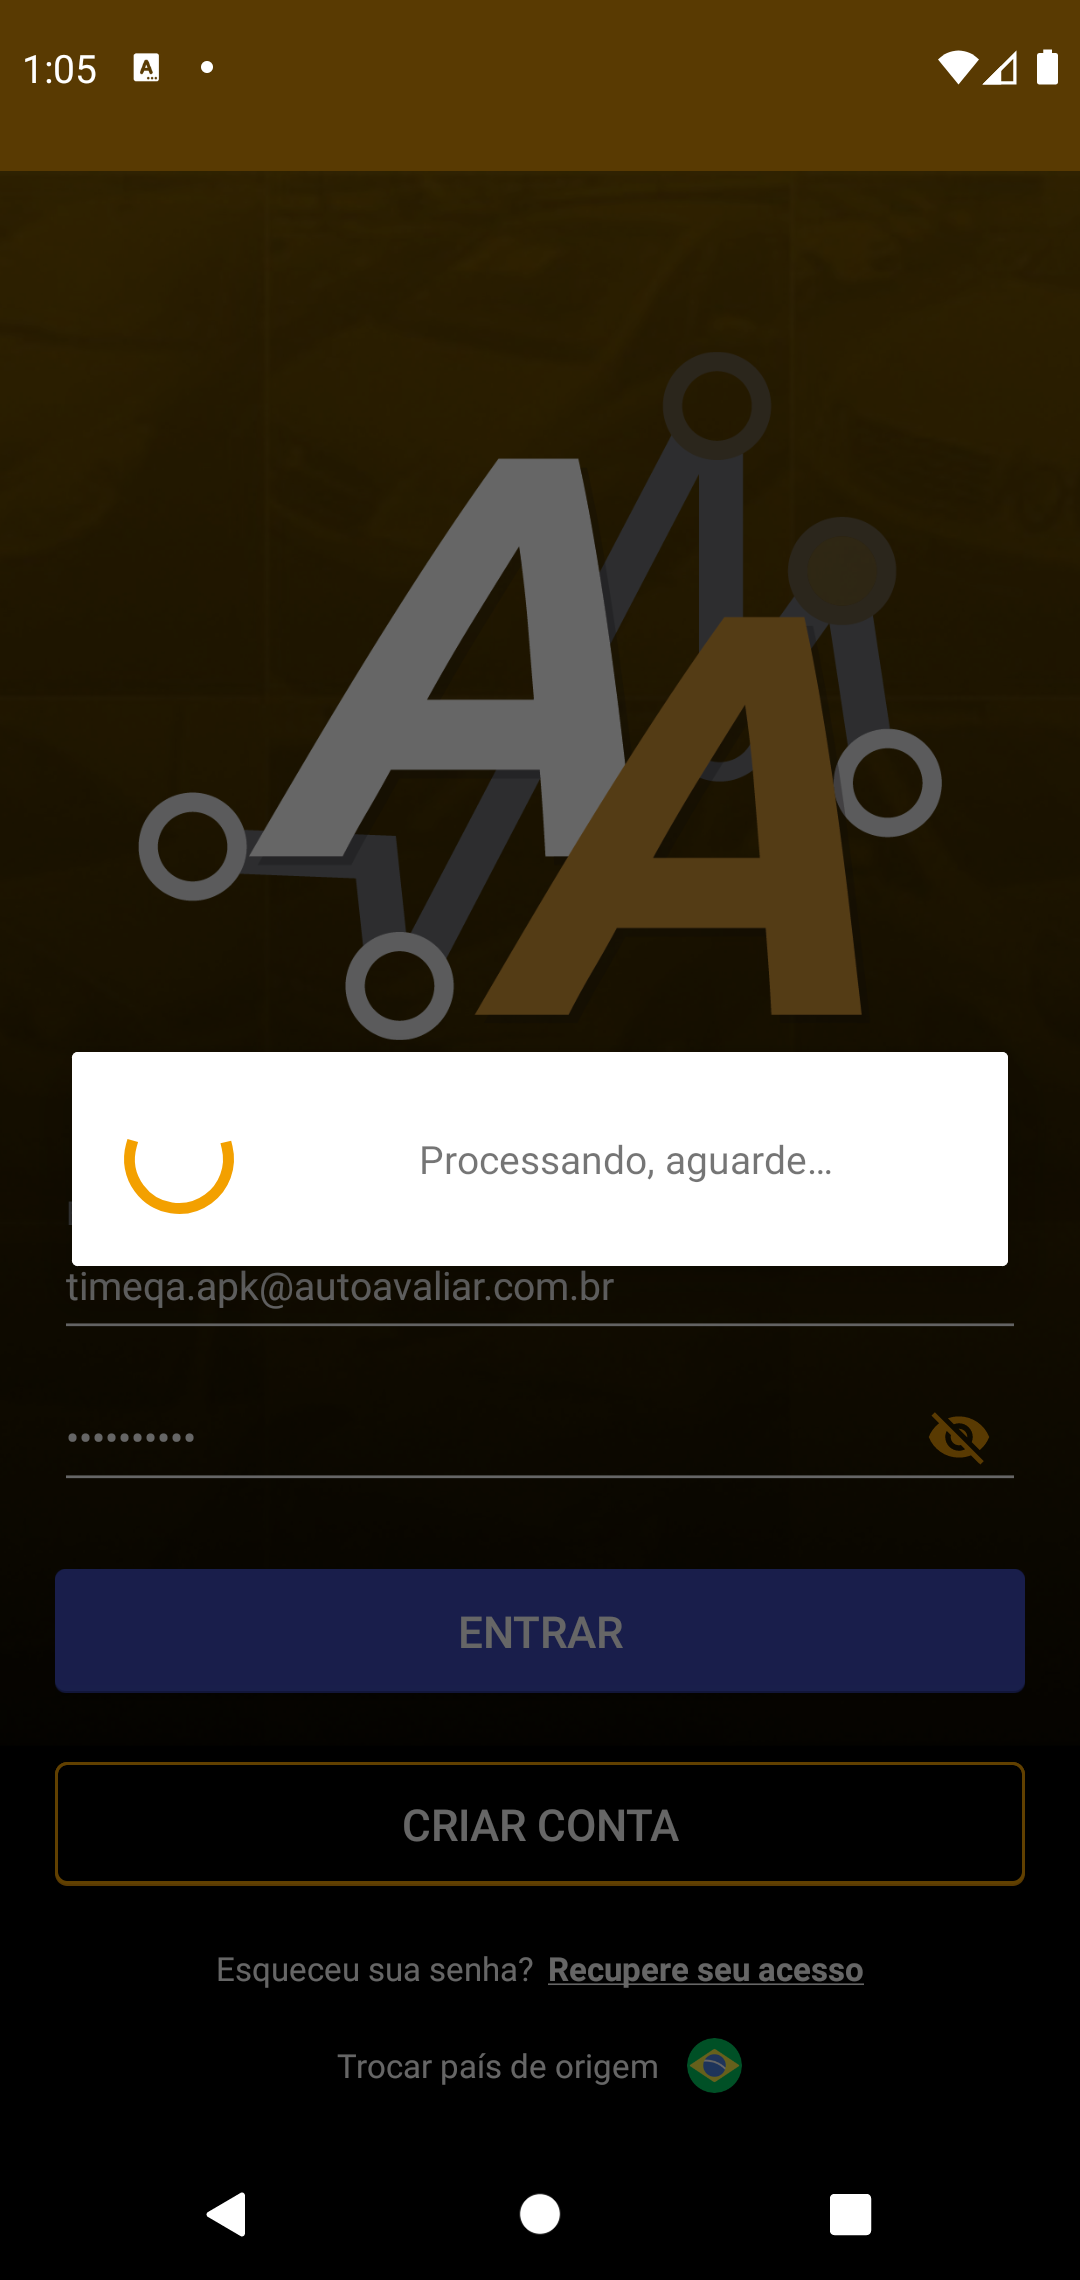 1:05
AA
Processando, aguarde...
timeqa.apk@autoavaliar.com.br
••••••••••
ENTRAR
CRIAR CONTA
Esqueceu sua senha? Recupere seu acesso
Trocar país de origem